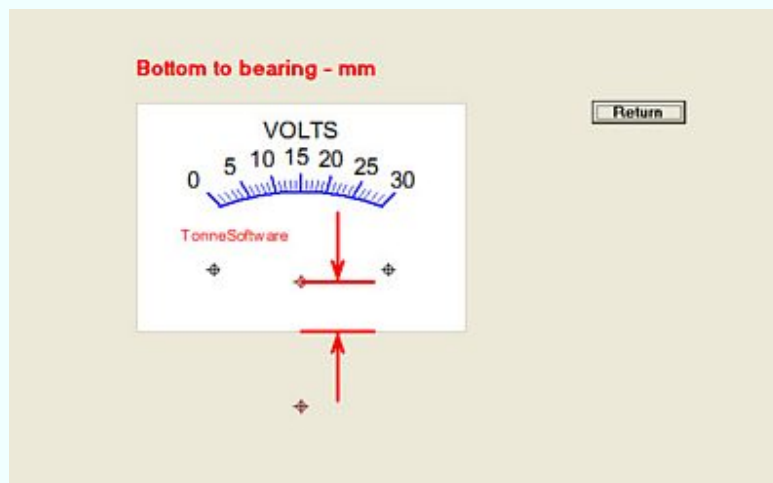 Bottom to bearing - mm
Return
VOLTS
0 5 10 15 20 25 30
TonneSoftware